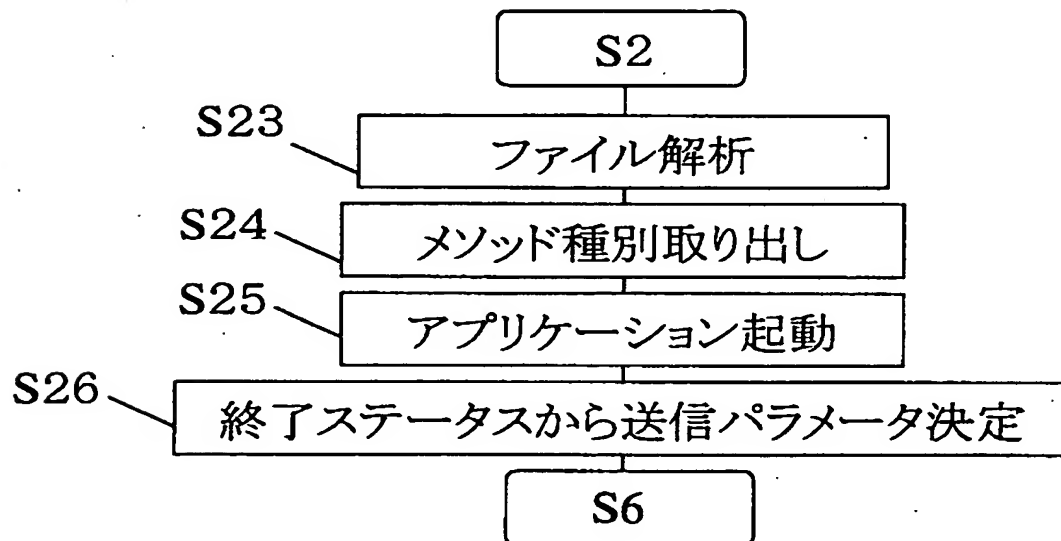 S2
S23
ファイル解析
S24
メソッド種別取り出し
S25
アプリケーション起動
S26
終了ステータスから送信パラメータ決定
S6